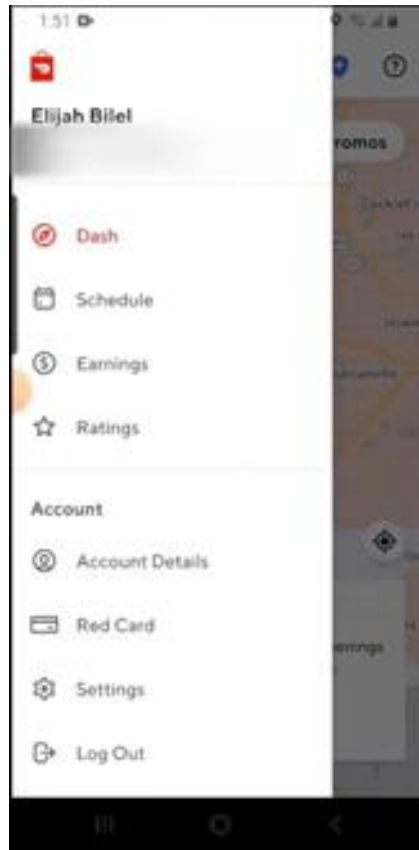 1:51
Elijah Bilel
romos
Dash
Schedule
Earnings
Ratings
Account
Account Details
Red Card
Settings
Log Out